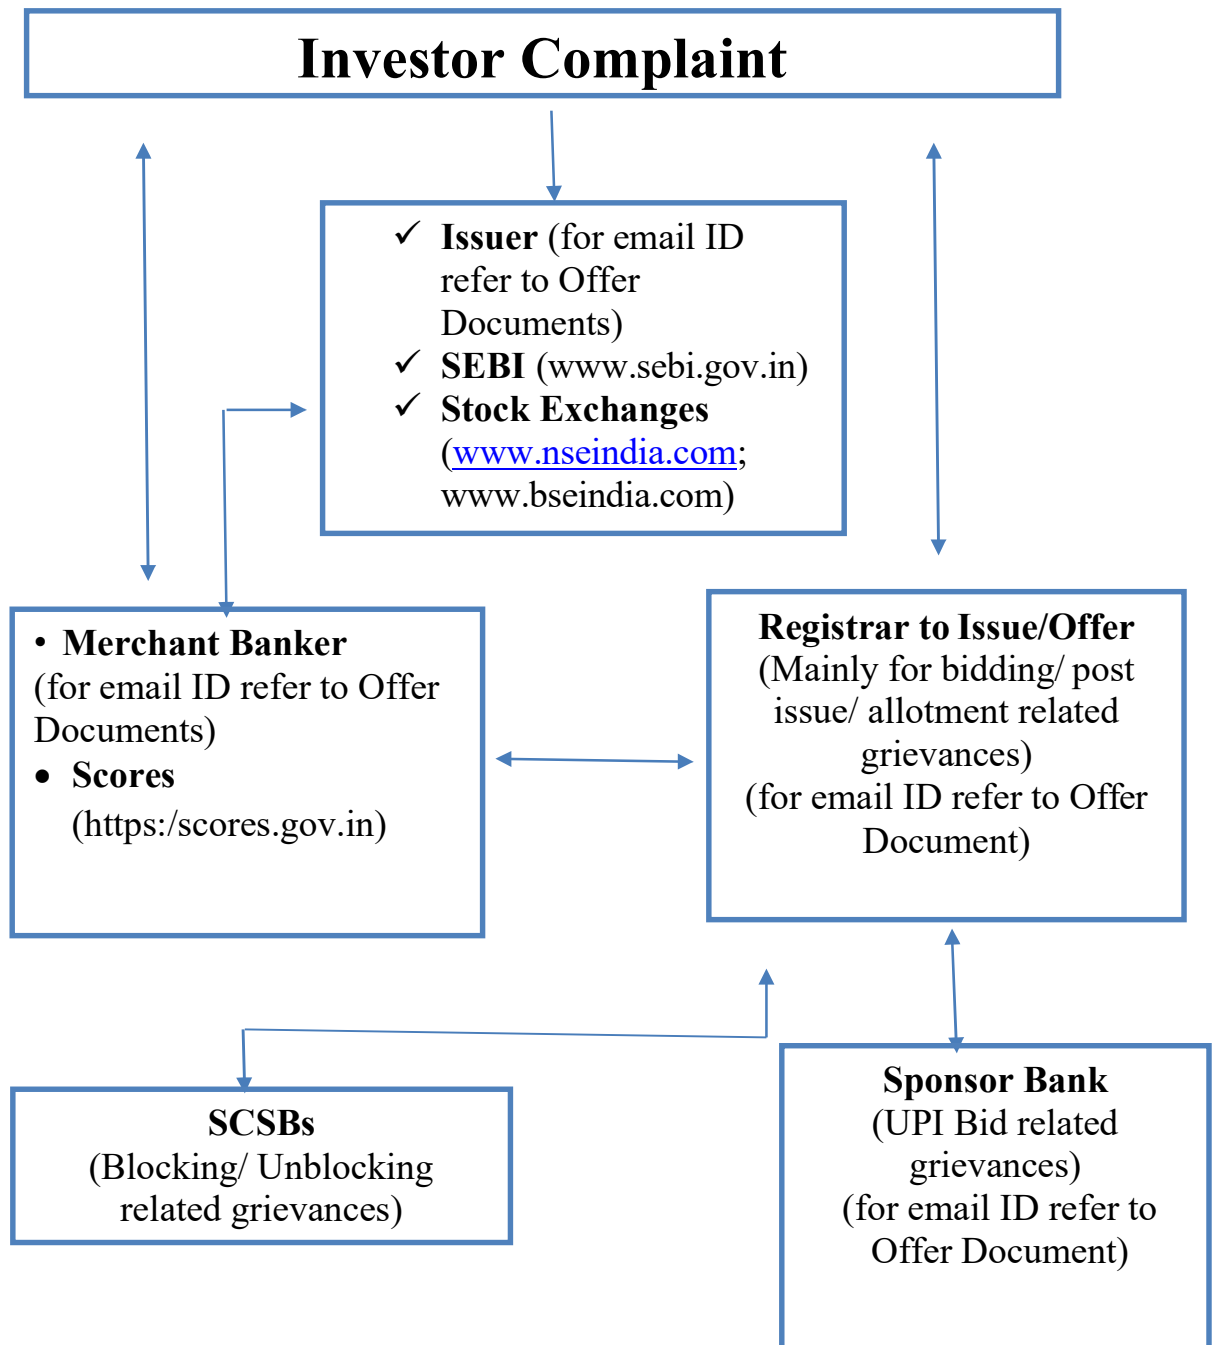 Investor Complaint
✓ Issuer (for email ID
refer to Offer
Documents)
✓ SEBI (www.sebi.gov.in)
✓ Stock Exchanges
(www.nseindia.com;
www.bseindia.com)
• Merchant Banker
(for email ID refer to Offer
Documents)
• Scores
(https:/scores.gov.in)
Registrar to Issue/Offer
(Mainly for bidding/ post
issue/ allotment related
grievances)
(for email ID refer to Offer
Document)
SCSBs
(Blocking/ Unblocking
related grievances)
Sponsor Bank
(UPI Bid related
grievances)
(for email ID refer to
Offer Document)